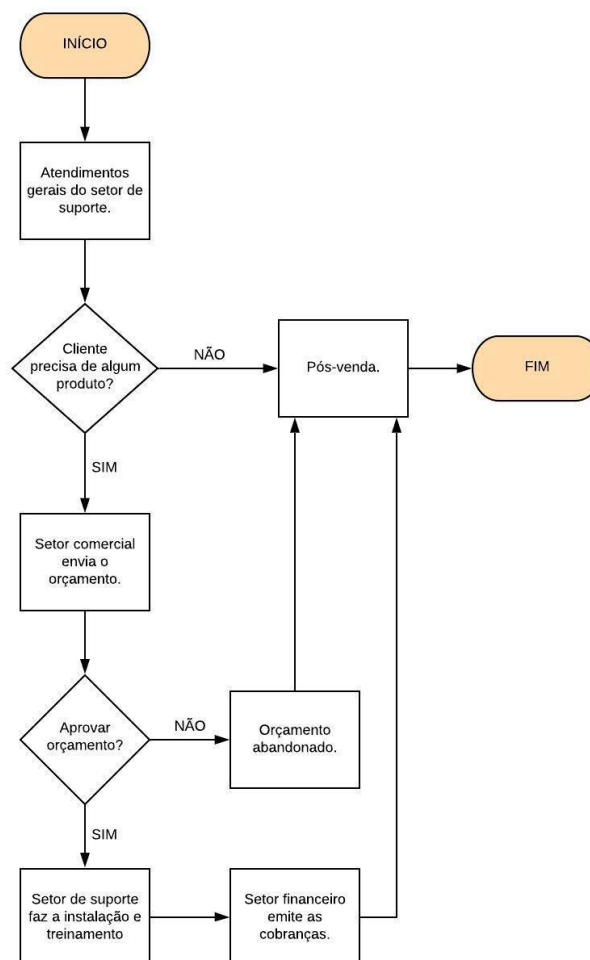 INÍCIO
Atendimentos
gerais do setor de
suporte.
Cliente
precisa de algum
produto?
NÃO
Pós-venda.
FIM
SIM
Setor comercial
envia o
orçamento.
Aprovar
orçamento?
NÃO
Orçamento
abandonado.
SIM
Setor de suporte
faz a instalação e
treinamento
Setor financeiro
emite as
cobranças.